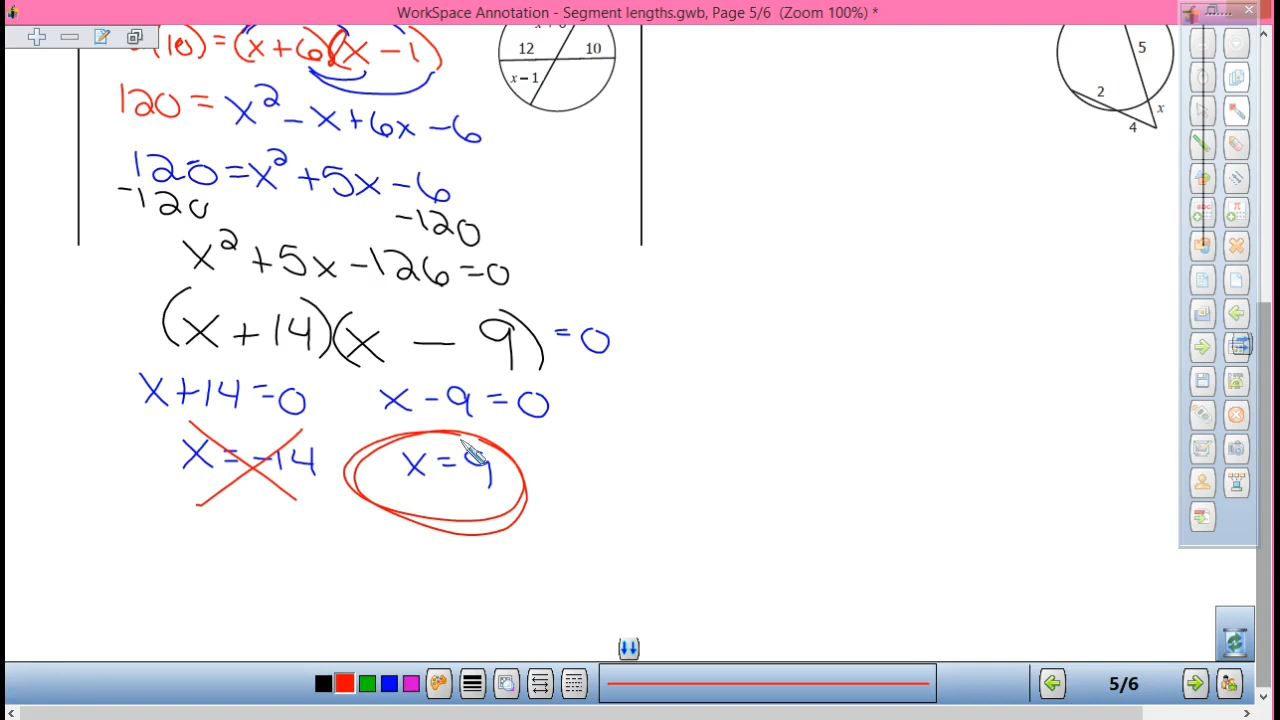 WorkSpace Annotation - Segment lengths.gwb, Page 5/6 (Zoom 100%) *
(10) = (x + 6)(x - 1)
12
10
x - 1
5
2
x
4
120 = x² - x + 6x - 6
120 = x² + 5x - 6
-120
-120
x² + 5x - 126 = 0
(x + 14)(x - 9) = 0
x + 14 = 0
x - 9 = 0
x = -14
x = 9
5/6